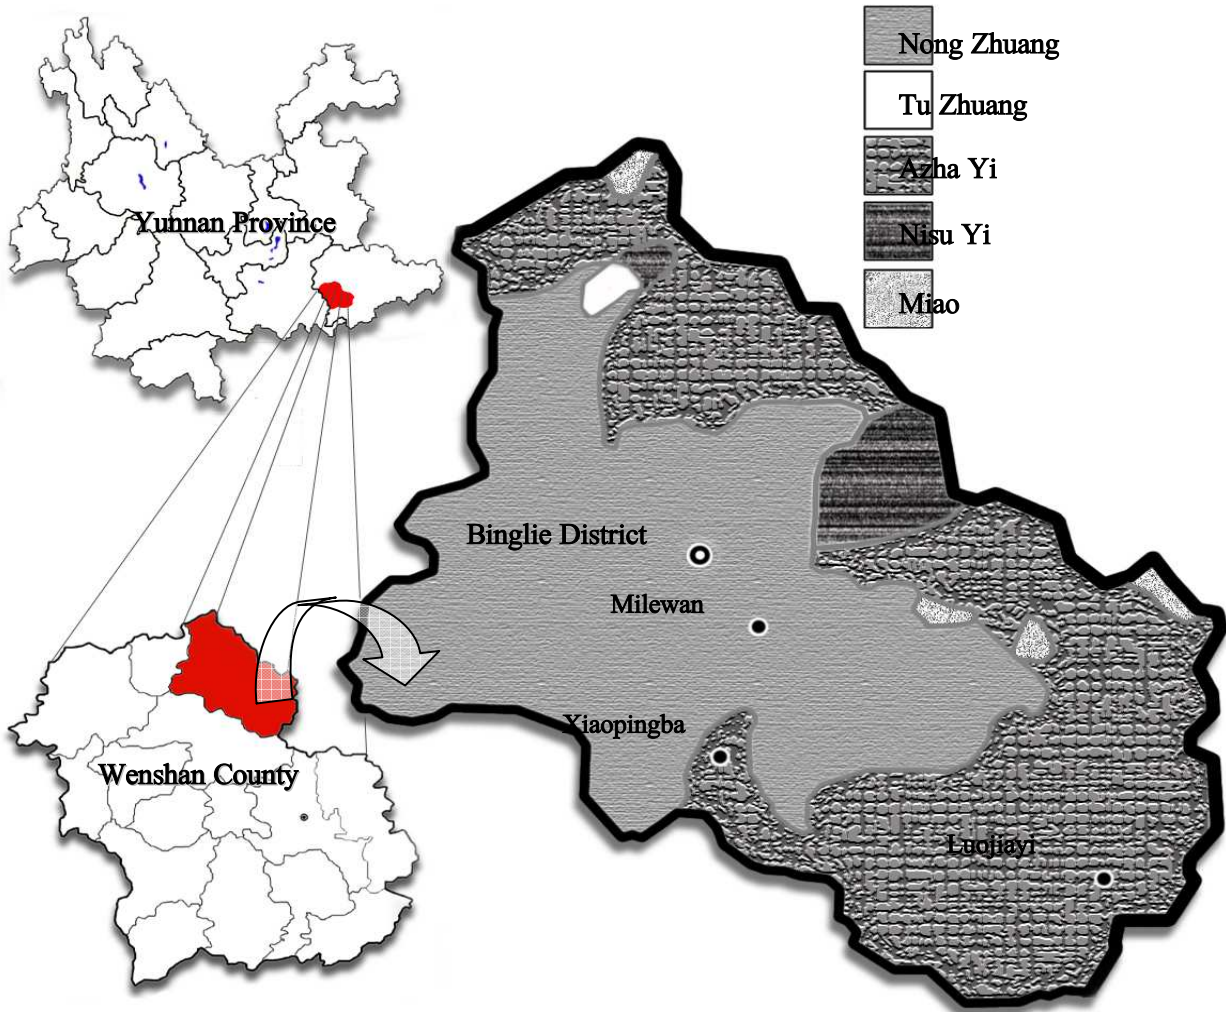 Nong Zhuang
Tu Zhuang
Azha Yi
Nisu Yi
Miao
Yunnan Province
Binglie District
Milewan
Xiaopingba
Wenshan County
Luojiayi